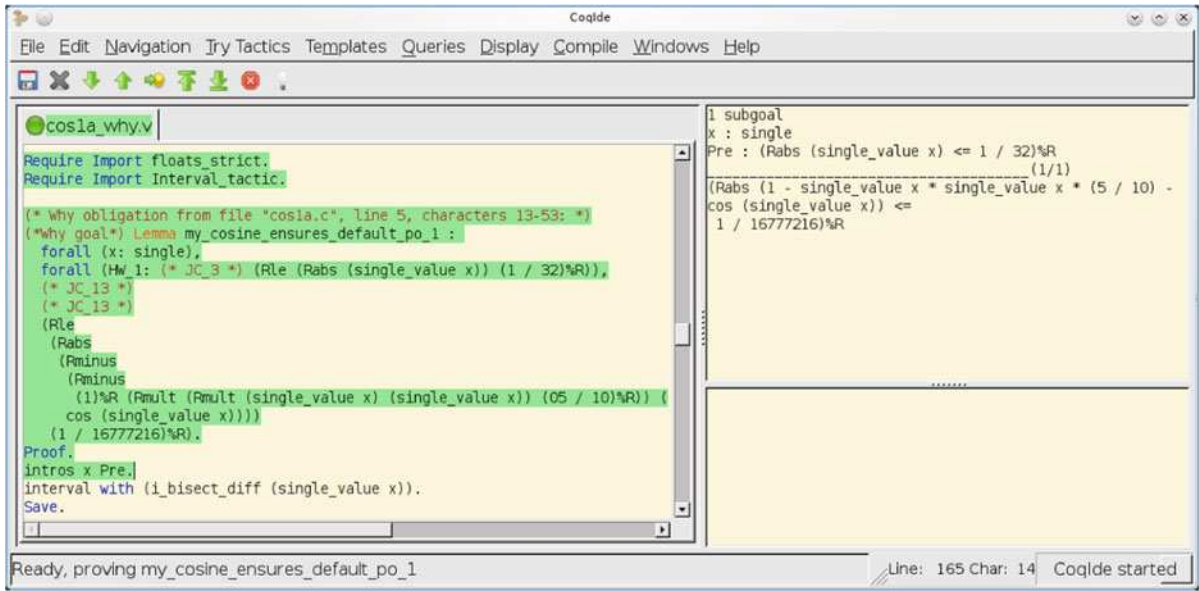 CoqIde
File Edit Navigation Try Tactics Templates Queries Display Compile Windows Help
cos1a_why.v
Require Import floats_strict.
Require Import Interval_tactic.
(* Why obligation from file "cos1a.c", line 5, characters 13-53: *)
(*Why goal*) Lemma my_cosine_ensures_default_po_1 :
forall (x: single),
forall (HW_1: (* JC_3 *) (Rle (Rabs (single_value x)) (1 / 32)%R)),
(* JC_13 *)
(* JC_13 *)
(Rle
(Rabs
(Rminus
(Rminus
(1)%R (Rmult (Rmult (single_value x) (single_value x)) (05 / 10)%R)) (
cos (single_value x))))
(1 / 16777216)%R).
Proof.
intros x Pre.
interval with (i_bisect_diff (single_value x)).
Save.
1 subgoal
x : single
Pre : (Rabs (single_value x) <= 1 / 32)%R
______________________________________(1/1)
(Rabs (1 - single_value x * single_value x * (5 / 10) -
cos (single_value x)) <=
1 / 16777216)%R
Ready, proving my_cosine_ensures_default_po_1
Line: 165 Char: 14
CoqIde started